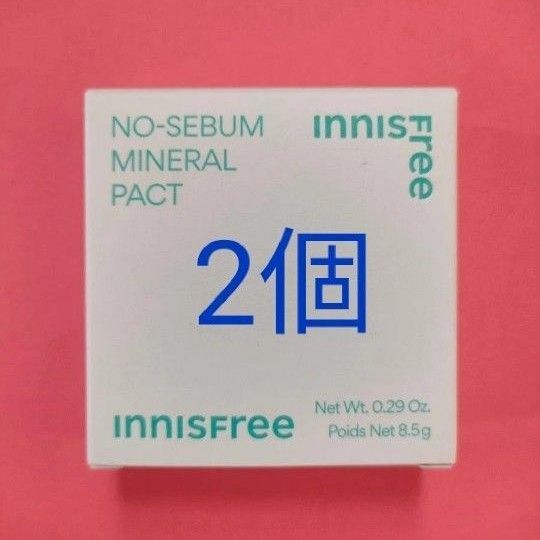 NO-SEBUM
MINERAL
PACT
INNISFree
2個
INNISFree
Net Wt. 0.29 Oz.
Poids Net 8.5g